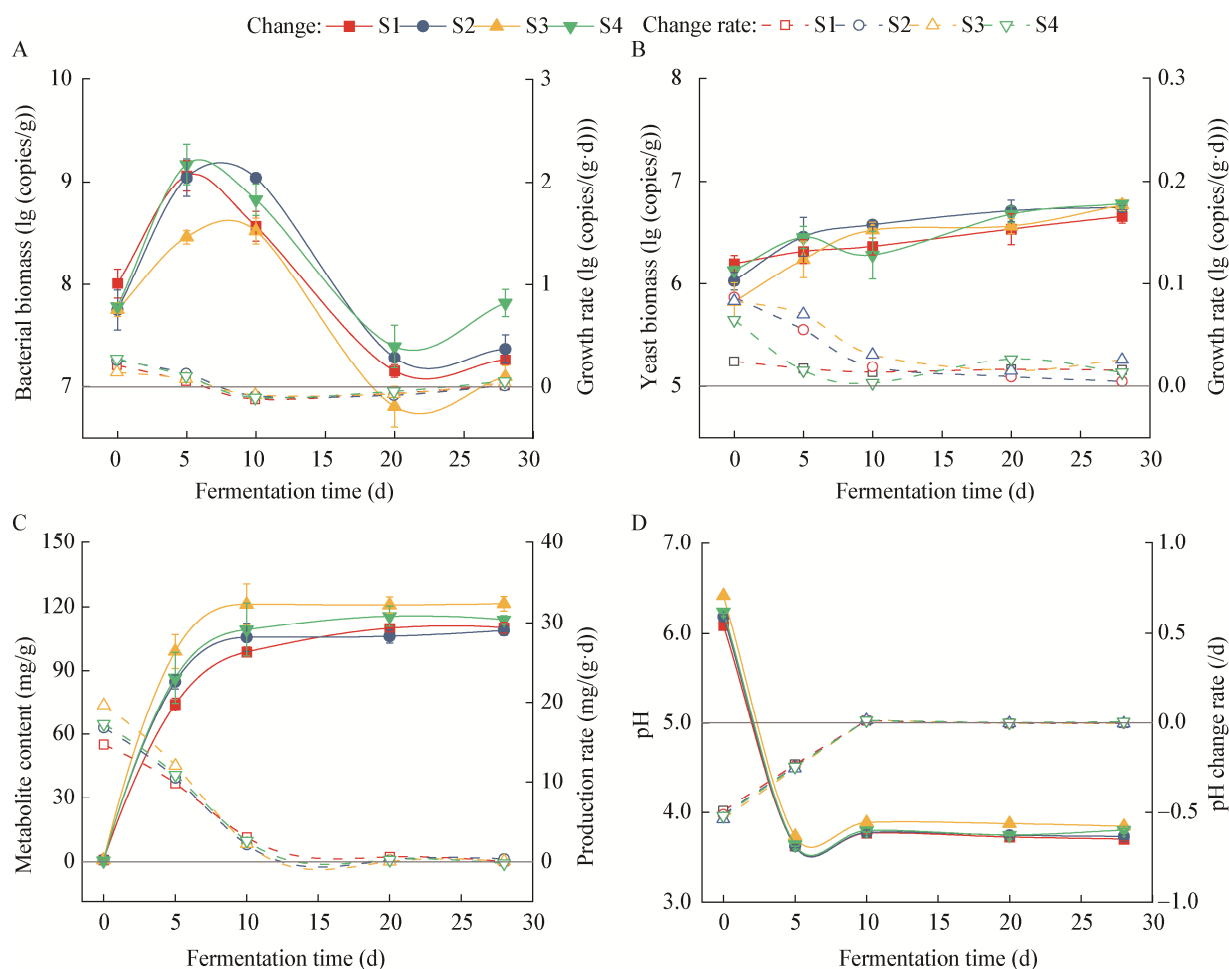 Change: S1 S2 S3 S4 Change rate: S1 S2 S3 S4
A
10
9
8
7
Bacterial biomass (lg (copies/g))
3
2
1
0
Growth rate (lg (copies/(g·d)))
0 5 10 15 20 25 30
Fermentation time (d)
B
8
7
6
5
Yeast biomass (lg (copies/g))
0.3
0.2
0.1
0.0
Growth rate (lg (copies/(g·d)))
0 5 10 15 20 25 30
Fermentation time (d)
C
150
120
90
60
30
0
Metabolite content (mg/g)
40
30
20
10
0
Production rate (mg/(g·d))
0 5 10 15 20 25 30
Fermentation time (d)
D
7.0
6.0
5.0
4.0
3.0
pH
1.0
0.5
0.0
−0.5
−1.0
pH change rate (/d)
0 5 10 15 20 25 30
Fermentation time (d)